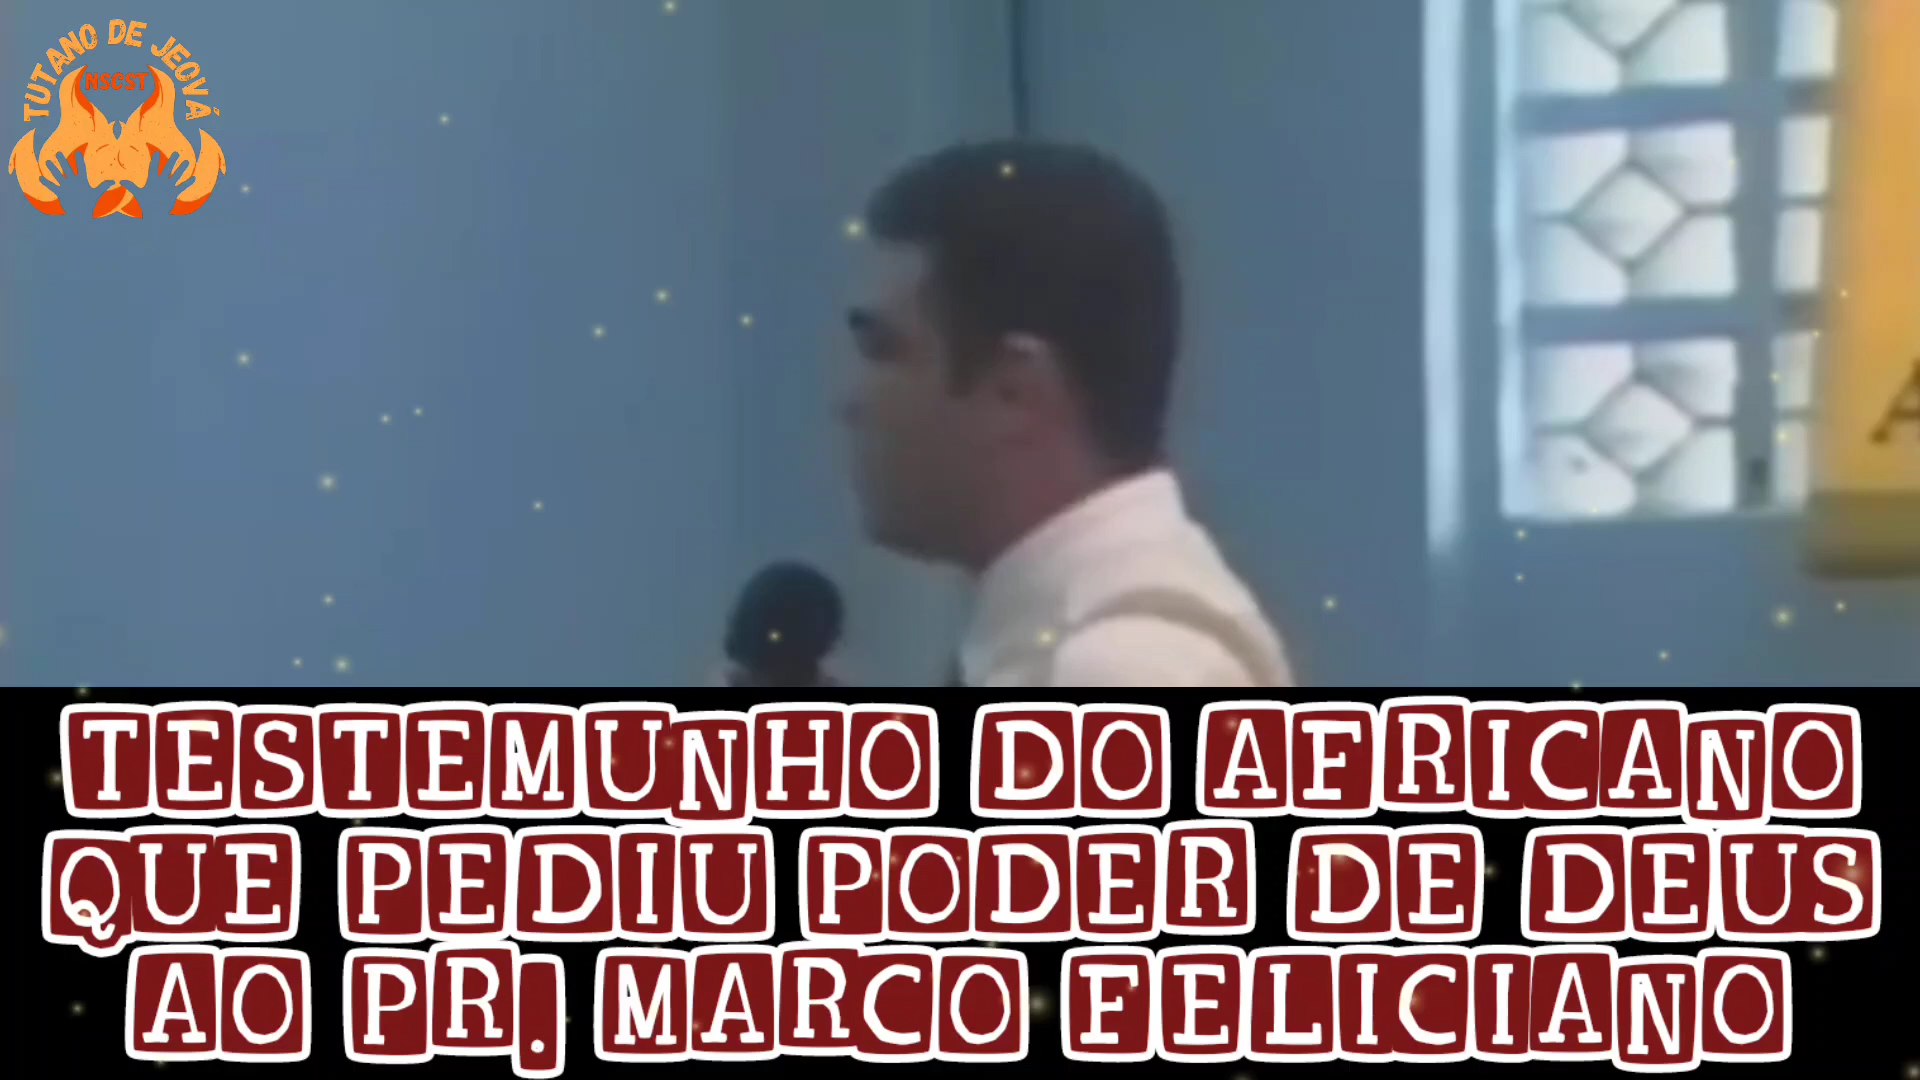 TUTANO DE JEOVÁ
NSCST
A
TESTEMUNHO DO AFRICANO
QUE PEDIU PODER DE DEUS
AO PR. MARCO FELICIANO